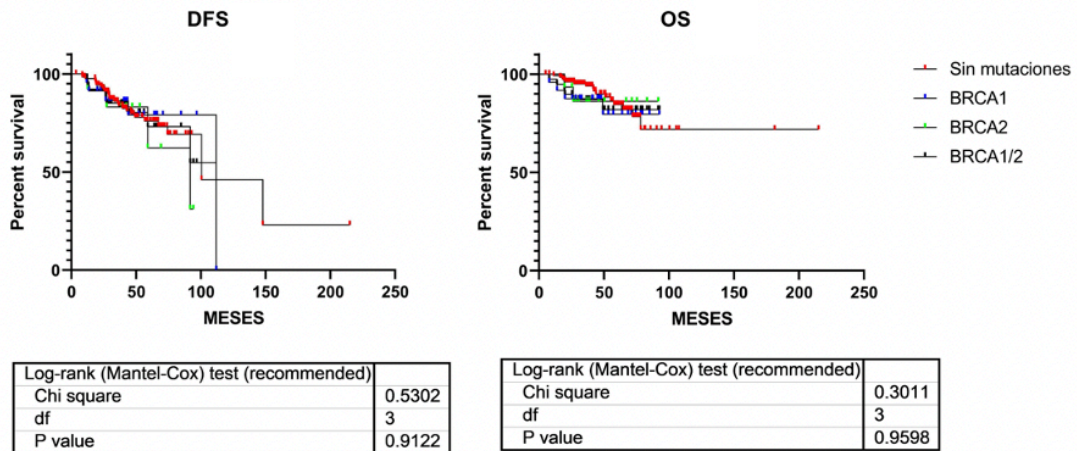 DFS
OS
Percent survival
100
50
0
0 50 100 150 200 250
MESES
Percent survival
100
50
0
0 50 100 150 200 250
MESES
Sin mutaciones
BRCA1
BRCA2
BRCA1/2
Log-rank (Mantel-Cox) test (recommended)
Chi square 0.5302
df 3
P value 0.9122
Log-rank (Mantel-Cox) test (recommended)
Chi square 0.3011
df 3
P value 0.9598